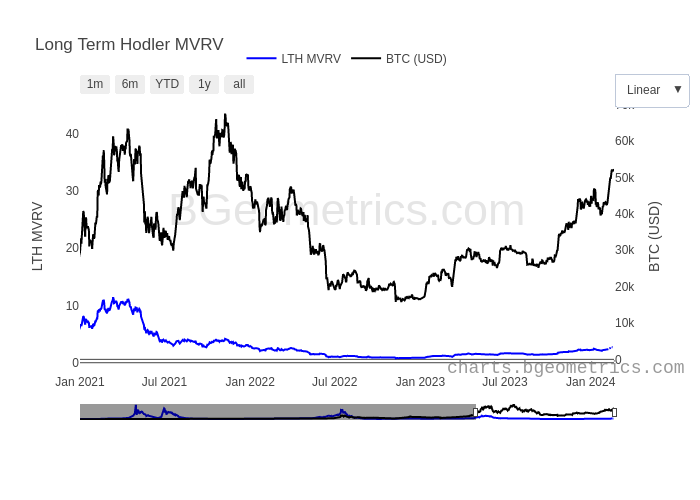 Long Term Hodler MVRV
LTH MVRV BTC (USD)
1m 6m YTD 1y all
Linear ▼
40
30
20
10
0
LTH MVRV
70k
60k
50k
40k
30k
20k
10k
0
BTC (USD)
BGeometrics.com
charts.bgeometrics.com
Jan 2021 Jul 2021 Jan 2022 Jul 2022 Jan 2023 Jul 2023 Jan 2024